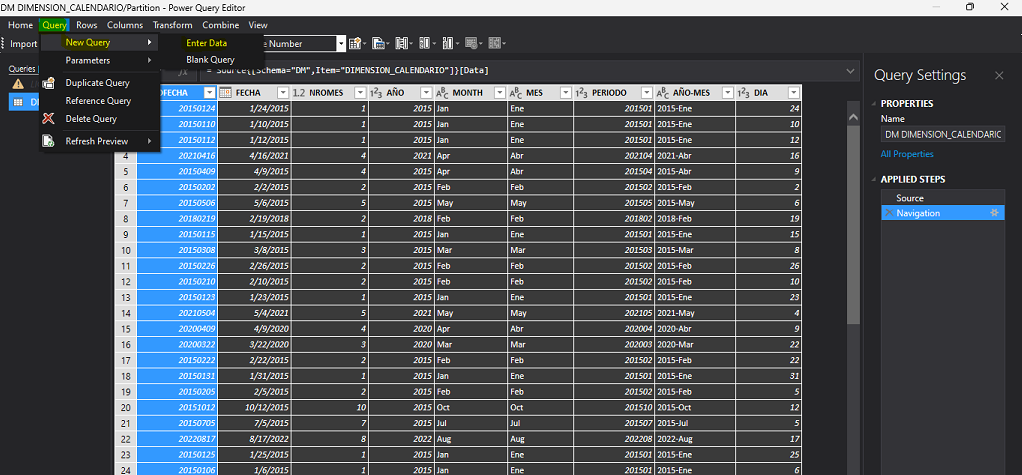 DM DIMENSION_CALENDARIO/Partition - Power Query Editor
Home Query Rows Columns Transform Combine View
Import New Query Enter Data e Number
Parameters Blank Query
Queries fx = Source{[Schema="DM",Item="DIMENSION_CALENDARIO"]}[Data]
Duplicate Query
Reference Query
Delete Query
Refresh Preview
DFECHA FECHA 1.2 NROMES 123 AÑO ABC MONTH ABC MES 123 PERIODO ABC AÑO-MES 123 DIA
20150124 1/24/2015 1 2015 Jan Ene 201501 2015-Ene 24
20150110 1/10/2015 1 2015 Jan Ene 201501 2015-Ene 10
20150112 1/12/2015 1 2015 Jan Ene 201501 2015-Ene 12
4 20210416 4/16/2021 4 2021 Apr Abr 202104 2021-Abr 16
5 20150409 4/9/2015 4 2015 Apr Abr 201504 2015-Abr 9
6 20150202 2/2/2015 2 2015 Feb Feb 201502 2015-Feb 2
7 20150506 5/6/2015 5 2015 May May 201505 2015-May 6
8 20180219 2/19/2018 2 2018 Feb Feb 201802 2018-Feb 19
9 20150115 1/15/2015 1 2015 Jan Ene 201501 2015-Ene 15
10 20150308 3/8/2015 3 2015 Mar Mar 201503 2015-Mar 8
11 20150226 2/26/2015 2 2015 Feb Feb 201502 2015-Feb 26
12 20150210 2/10/2015 2 2015 Feb Feb 201502 2015-Feb 10
13 20150123 1/23/2015 1 2015 Jan Ene 201501 2015-Ene 23
14 20210504 5/4/2021 5 2021 May May 202105 2021-May 4
15 20200409 4/9/2020 4 2020 Apr Abr 202004 2020-Abr 9
16 20200322 3/22/2020 3 2020 Mar Mar 202003 2020-Mar 22
17 20150222 2/22/2015 2 2015 Feb Feb 201502 2015-Feb 22
18 20150131 1/31/2015 1 2015 Jan Ene 201501 2015-Ene 31
19 20150205 2/5/2015 2 2015 Feb Feb 201502 2015-Feb 5
20 20151012 10/12/2015 10 2015 Oct Oct 201510 2015-Oct 12
21 20150705 7/5/2015 7 2015 Jul Jul 201507 2015-Jul 5
22 20220817 8/17/2022 8 2022 Aug Aug 202208 2022-Aug 17
23 20150125 1/25/2015 1 2015 Jan Ene 201501 2015-Ene 25
24 20150106 1/6/2015 1 2015 Jan Ene 201501 2015-Ene 6
Query Settings
PROPERTIES
Name
DM DIMENSION_CALENDARIC
All Properties
APPLIED STEPS
Source
Navigation